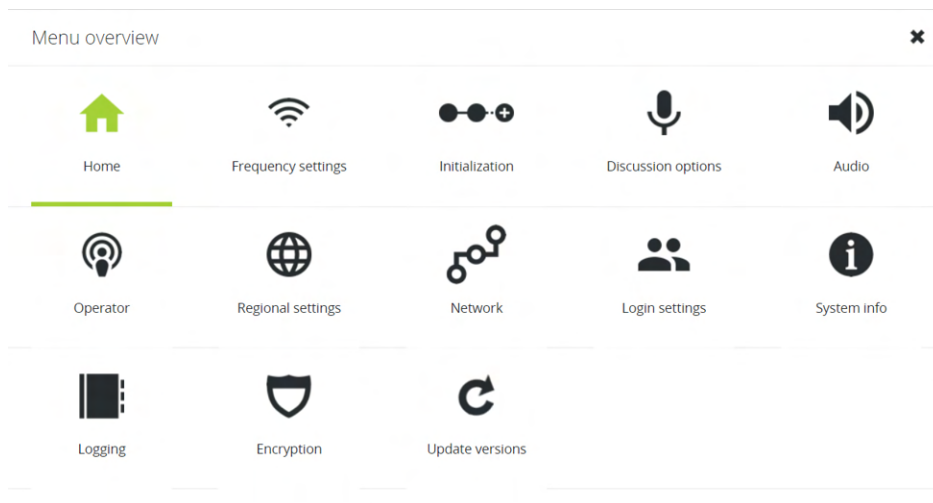 Menu overview
Home
Frequency settings
Initialization
Discussion options
Audio
Operator
Regional settings
Network
Login settings
System info
Logging
Encryption
Update versions